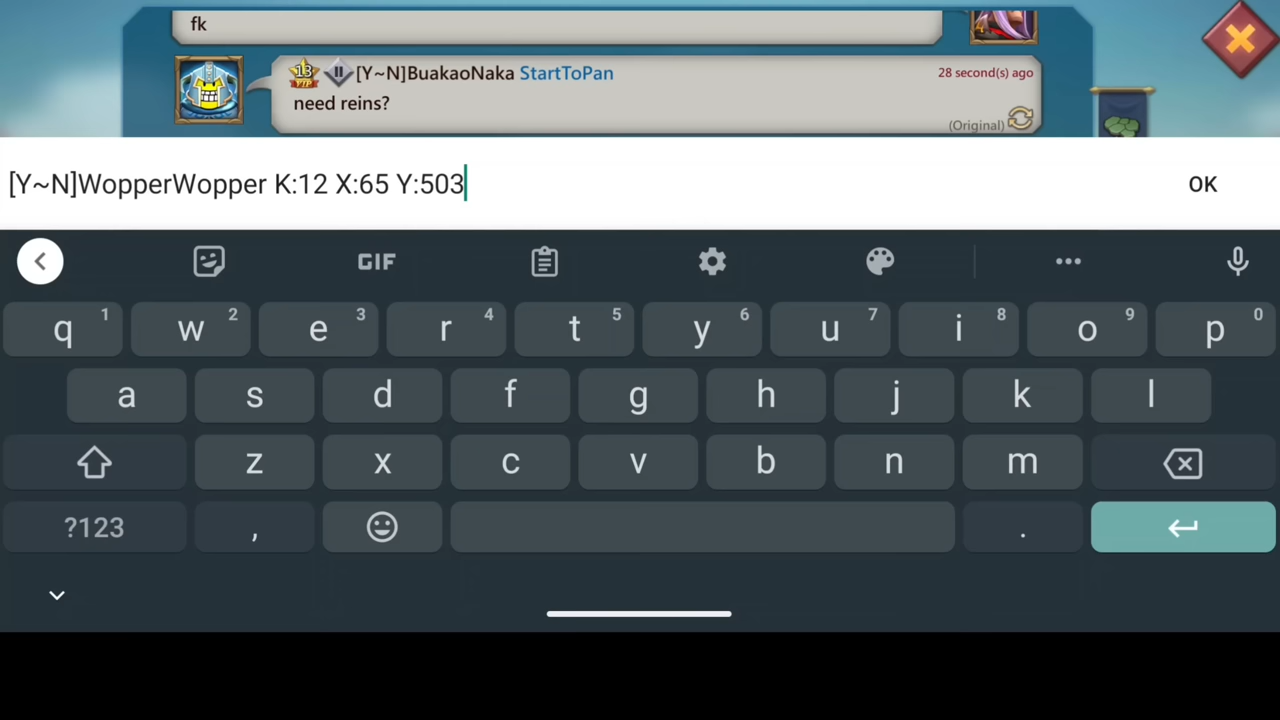 fk
13 VIP II [Y~N]BuakaoNaka StartToPan 28 second(s) ago
need reins?
(Original)
[Y~N]WopperWopper K:12 X:65 Y:503 OK
GIF
q 1 w 2 e 3 r 4 t 5 y 6 u 7 i 8 o 9 p 0
a s d f g h j k l
z x c v b n m
?123 , .